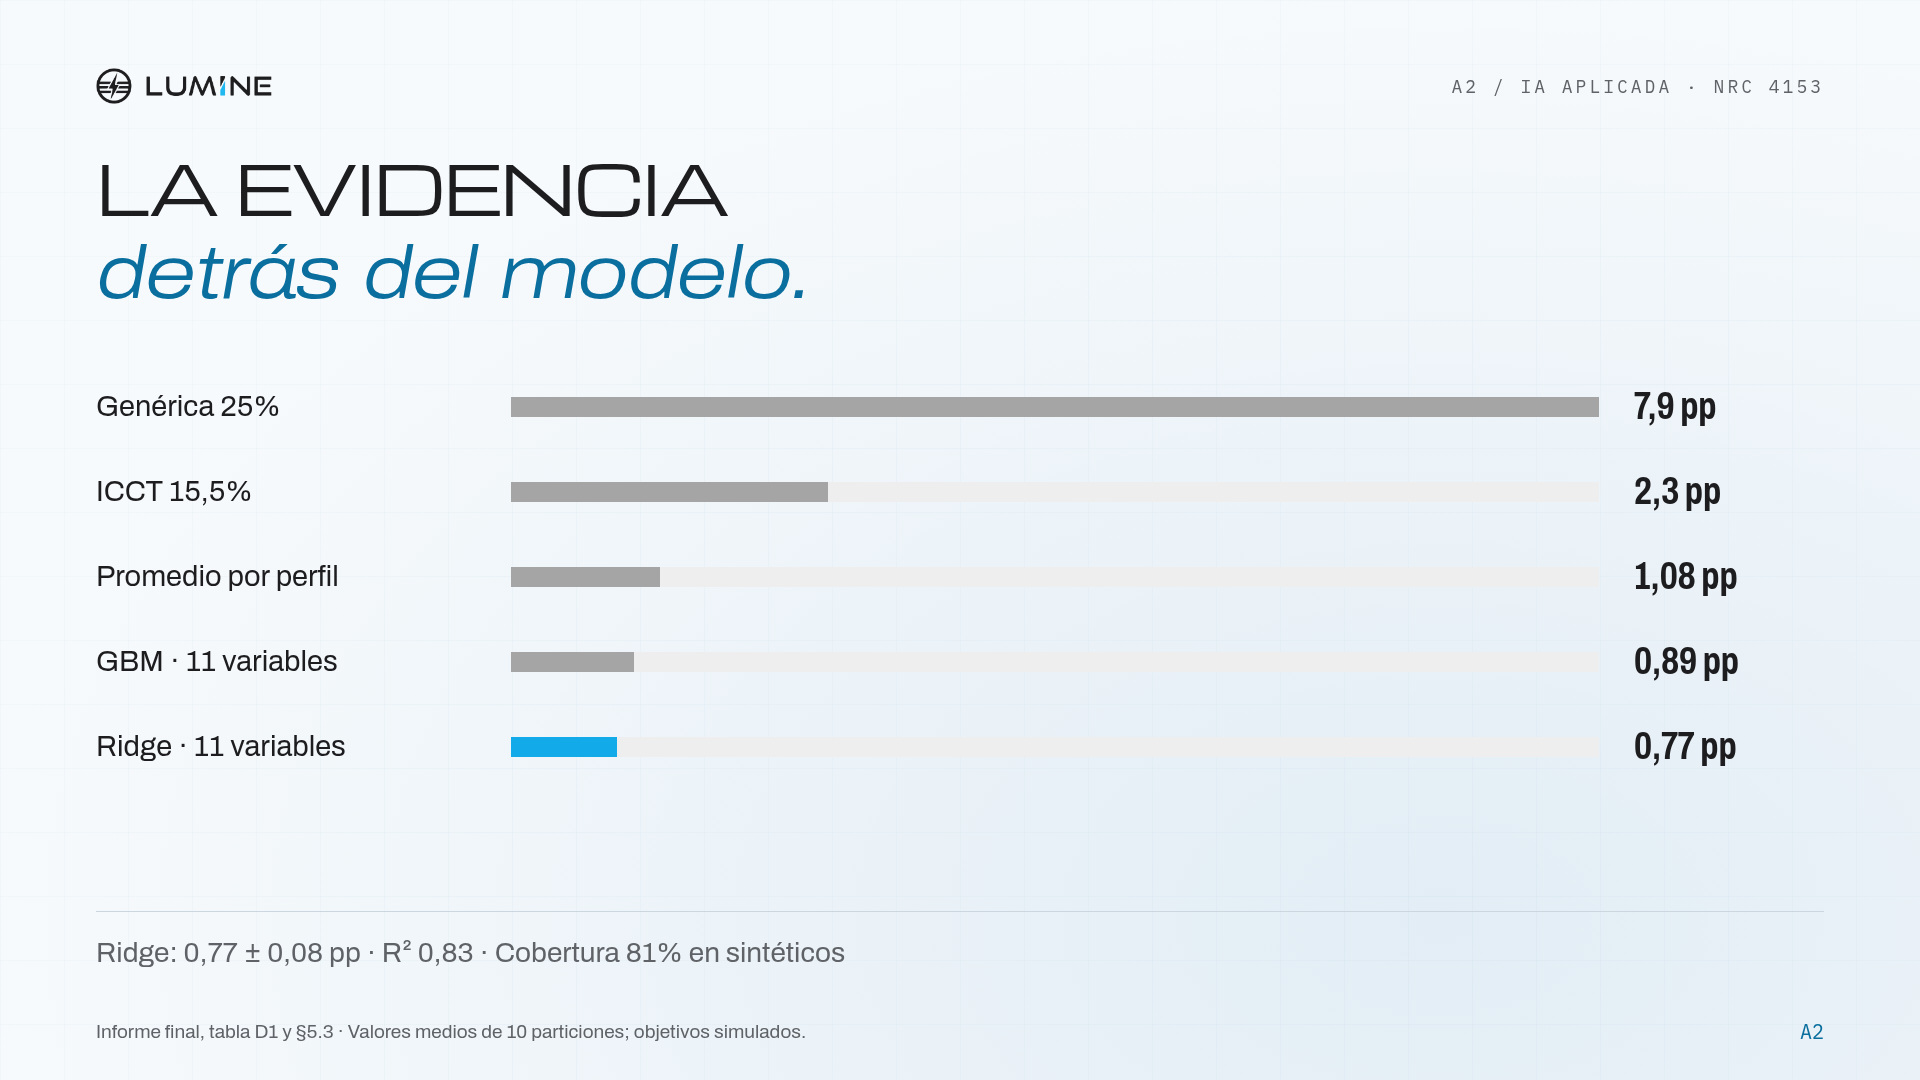 LUMINE
A2 / IA APLICADA · NRC 4153
LA EVIDENCIA
detrás del modelo.
Genérica 25% 7,9 pp
ICCT 15,5% 2,3 pp
Promedio por perfil 1,08 pp
GBM · 11 variables 0,89 pp
Ridge · 11 variables 0,77 pp
Ridge: 0,77 ± 0,08 pp · R² 0,83 · Cobertura 81% en sintéticos
Informe final, tabla D1 y §5.3 · Valores medios de 10 particiones; objetivos simulados.
A2